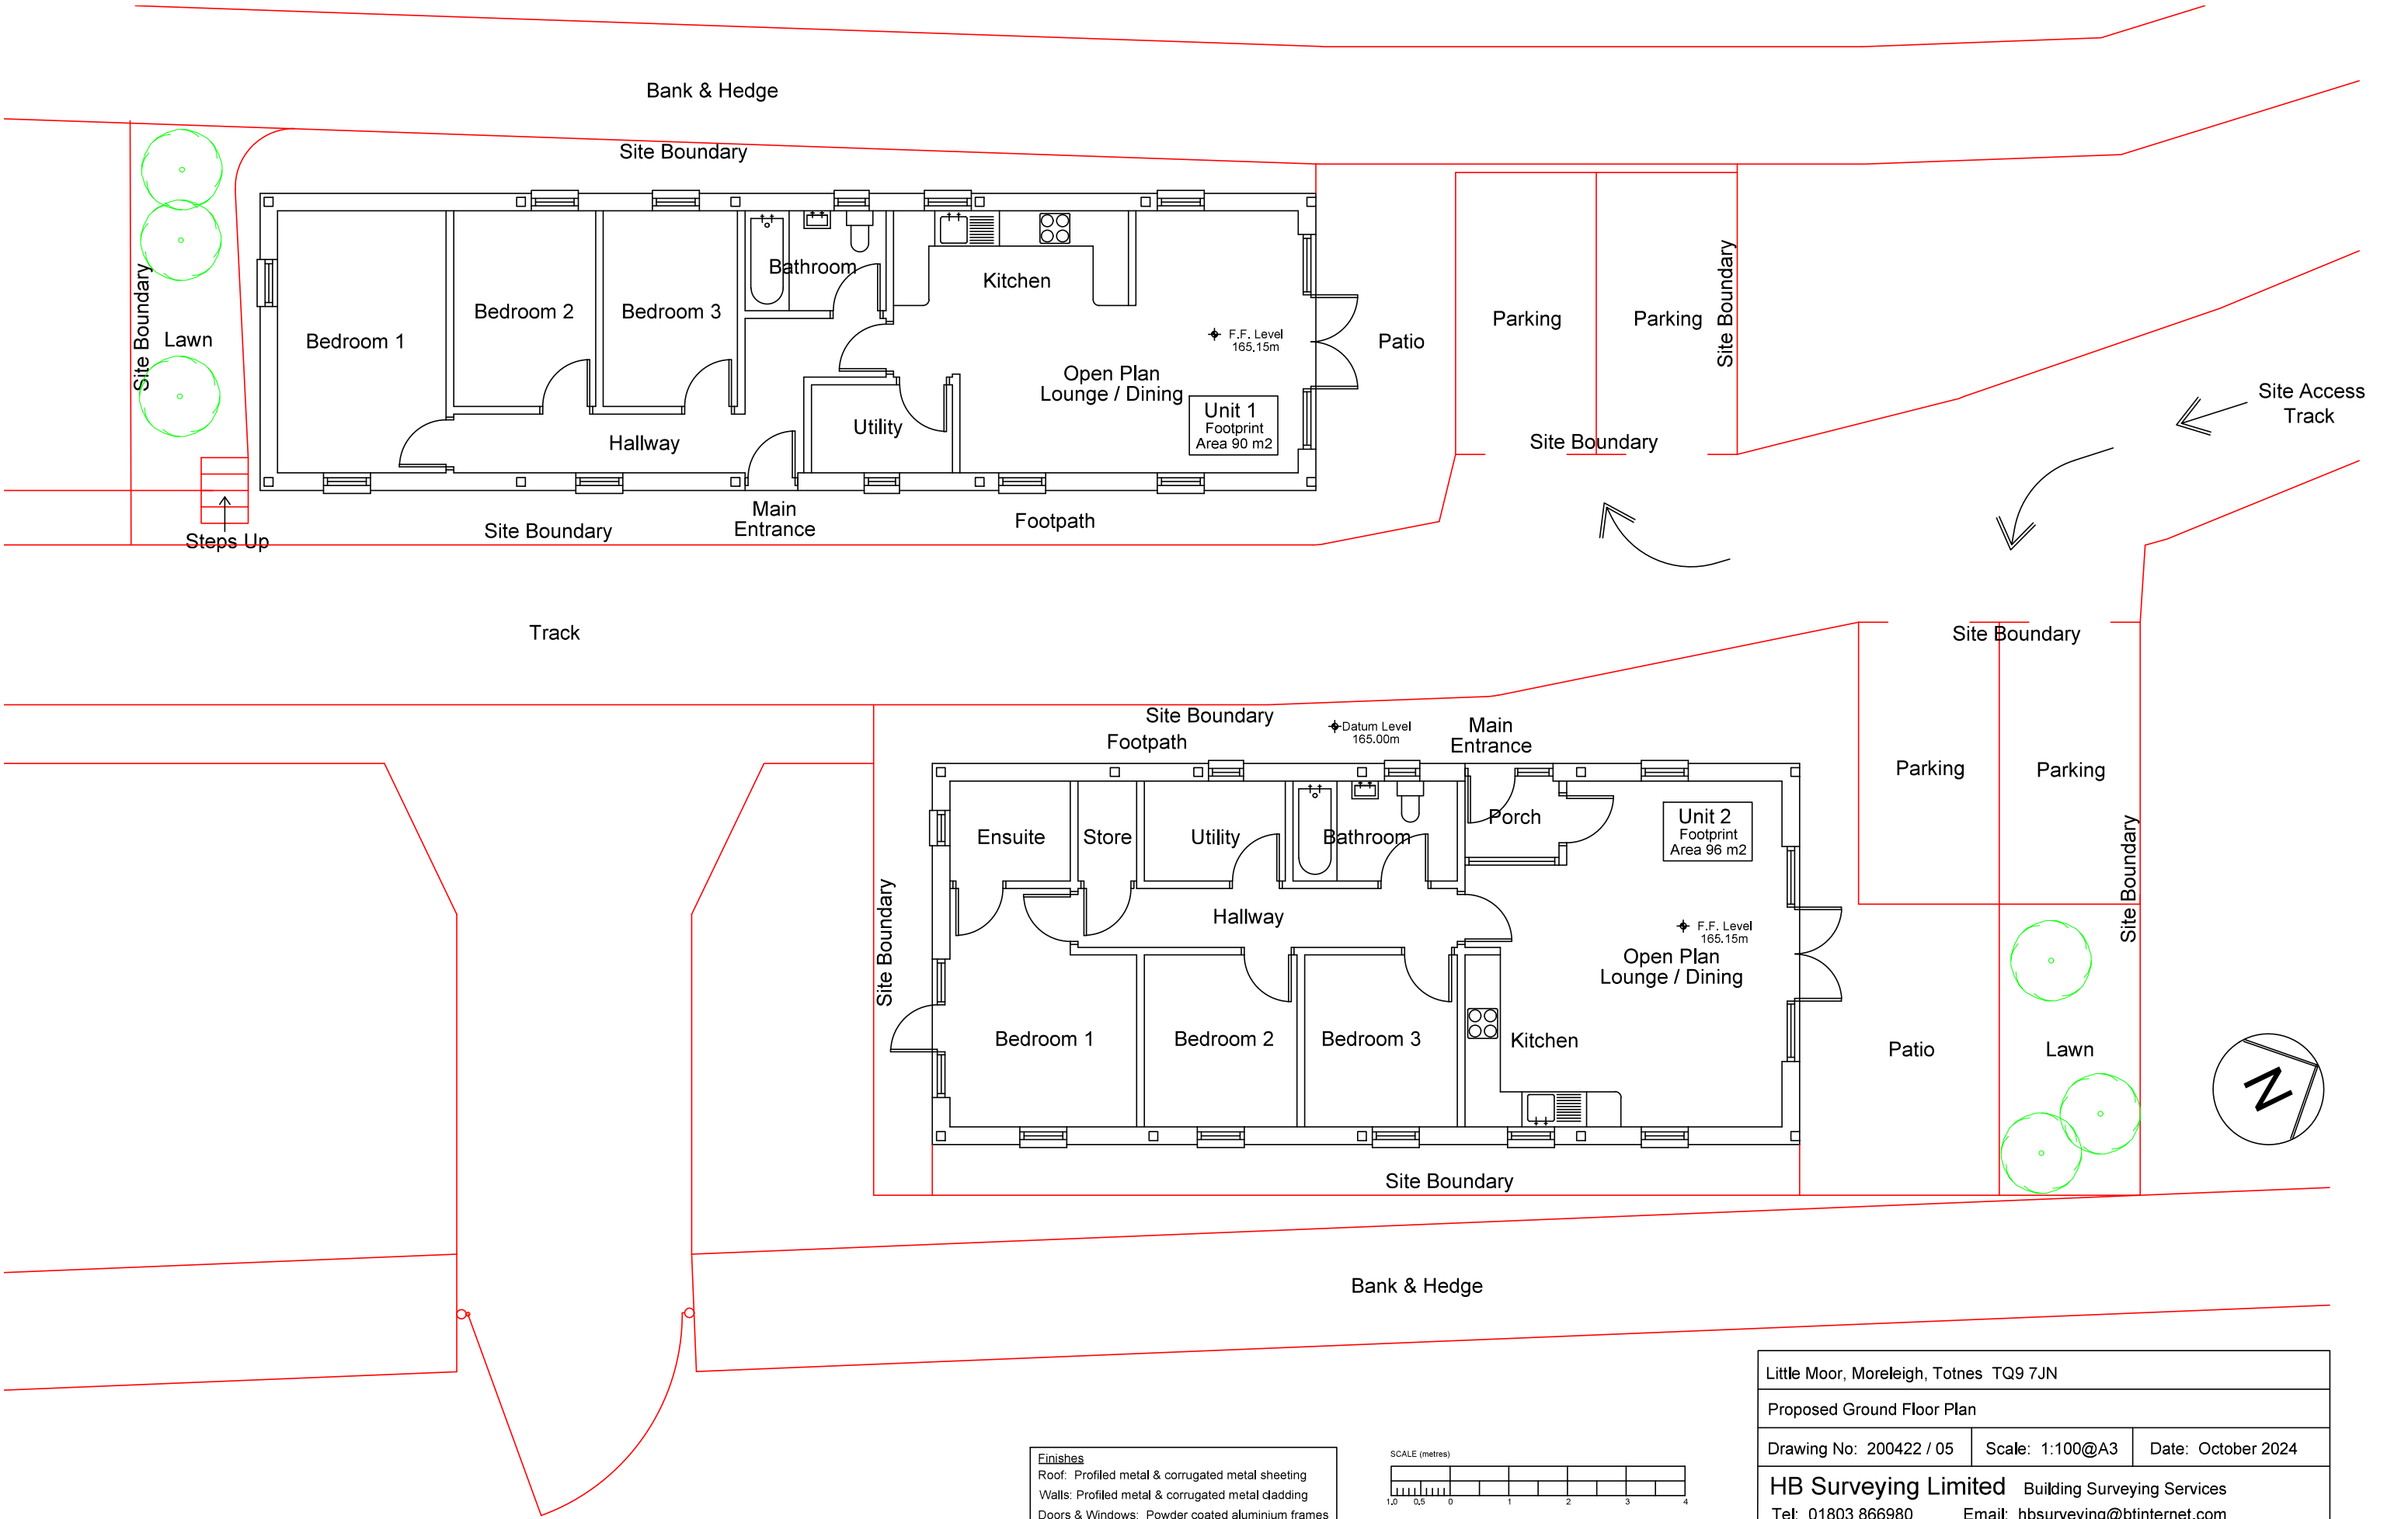 Bank & Hedge
Site Boundary
Site Boundary
Lawn
Steps Up
Bedroom 1
Bedroom 2
Bedroom 3
Bathroom
Kitchen
Hallway
Utility
F.F. Level
165.15m
Open Plan
Lounge / Dining
Unit 1
Footprint
Area 90 m2
Patio
Parking
Parking
Site Boundary
Site Boundary
Site Access
Track
Site Boundary
Main
Entrance
Footpath
Track
Site Boundary
Footpath
Datum Level
165.00m
Main
Entrance
Site Boundary
Parking
Parking
Site Boundary
Site Boundary
Ensuite
Store
Utility
Bathroom
Porch
Unit 2
Footprint
Area 96 m2
Hallway
F.F. Level
165.15m
Open Plan
Lounge / Dining
Bedroom 1
Bedroom 2
Bedroom 3
Kitchen
Patio
Lawn
N
Site Boundary
Bank & Hedge
Finishes
Roof: Profiled metal & corrugated metal sheeting
Walls: Profiled metal & corrugated metal cladding
Doors & Windows: Powder coated aluminium frames
SCALE (metres)
1.0 0.5 0 1 2 3 4
Little Moor, Moreleigh, Totnes TQ9 7JN
Proposed Ground Floor Plan
Drawing No: 200422 / 05 Scale: 1:100@A3 Date: October 2024
HB Surveying Limited Building Surveying Services
Tel: 01803 866980 Email: hbsurveying@btinternet.com